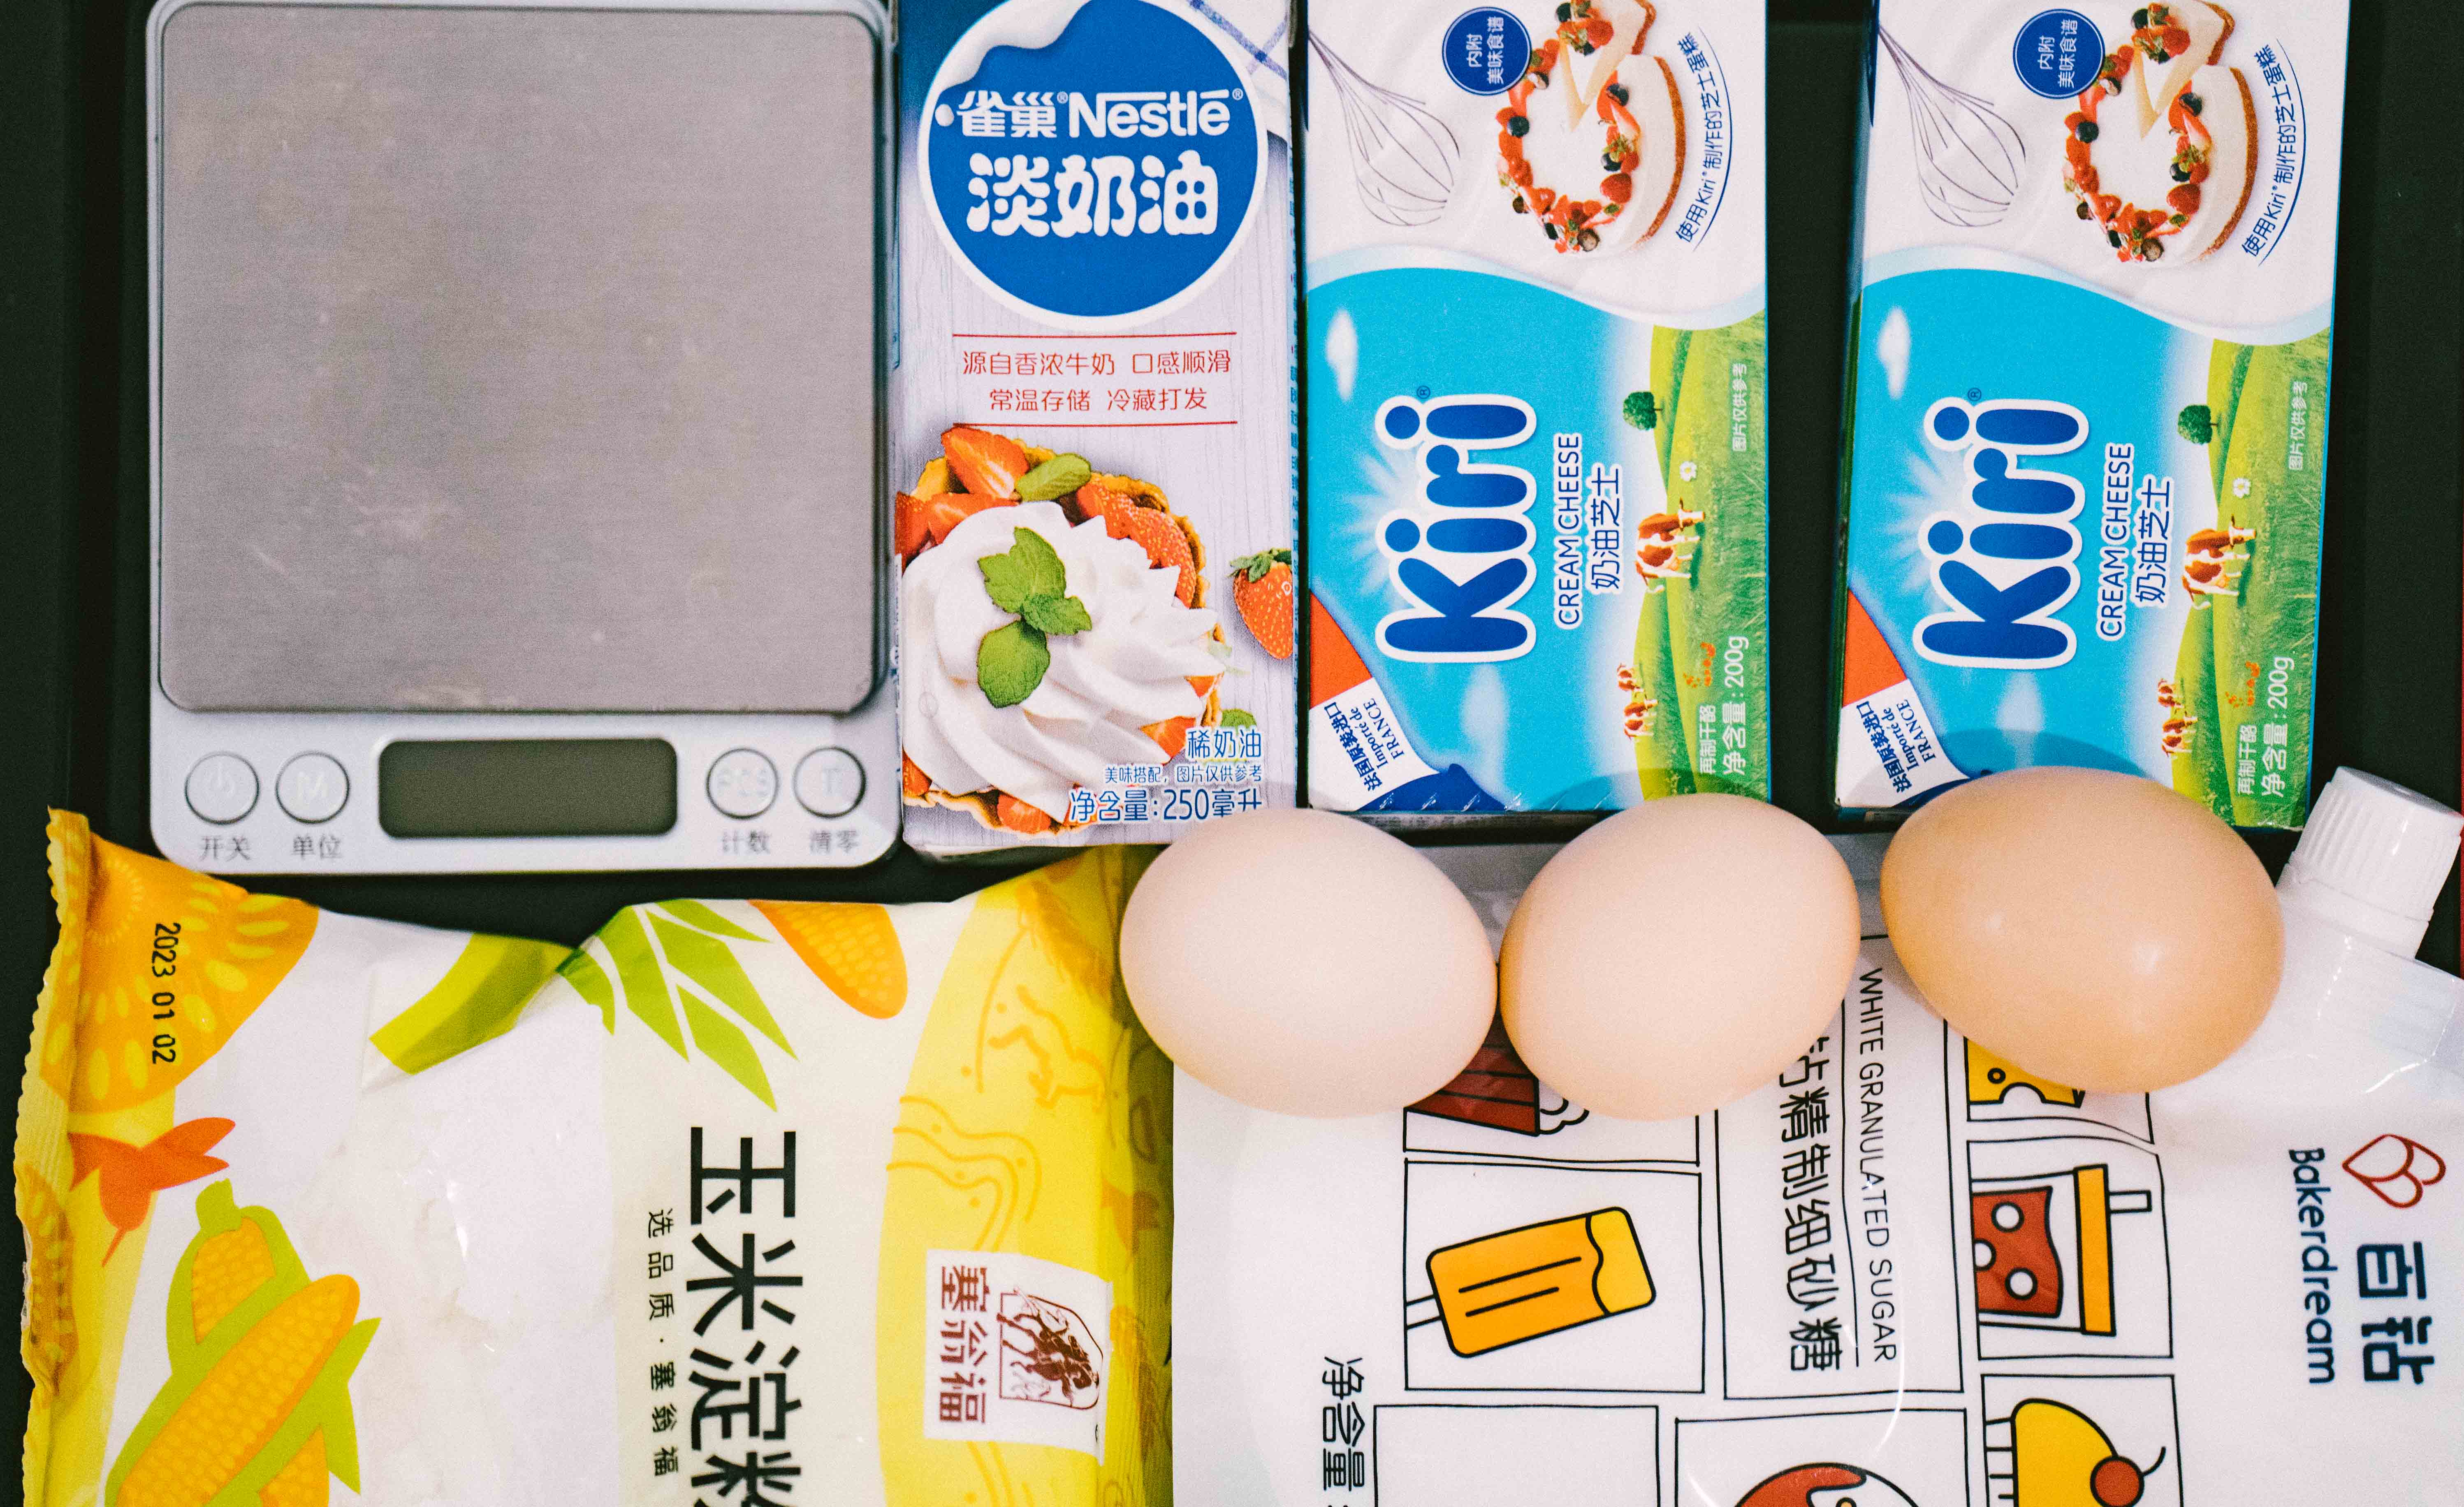 开关
单位
计数
清零
雀巢® Nestlé®
淡奶油
源自香浓牛奶 口感顺滑
常温存储 冷藏打发
稀奶油
美味搭配，图片仅供参考
净含量:250毫升
内附
美味食谱
使用Kiri®制作的芝士蛋糕
Kiri®
CREAM CHEESE
奶油芝士
图片仅供参考
法国原装进口
Importé de
FRANCE
再制干酪
净含量:200g
内附
美味食谱
使用Kiri®制作的芝士蛋糕
Kiri®
CREAM CHEESE
奶油芝士
图片仅供参考
法国原装进口
Importé de
FRANCE
再制干酪
净含量:200g
2023 01 02
塞翁福
玉米淀粉
选品质·塞翁福
百钻
Bakerdream
WHITE GRANULATED SUGAR
钻精制细砂糖
净含量